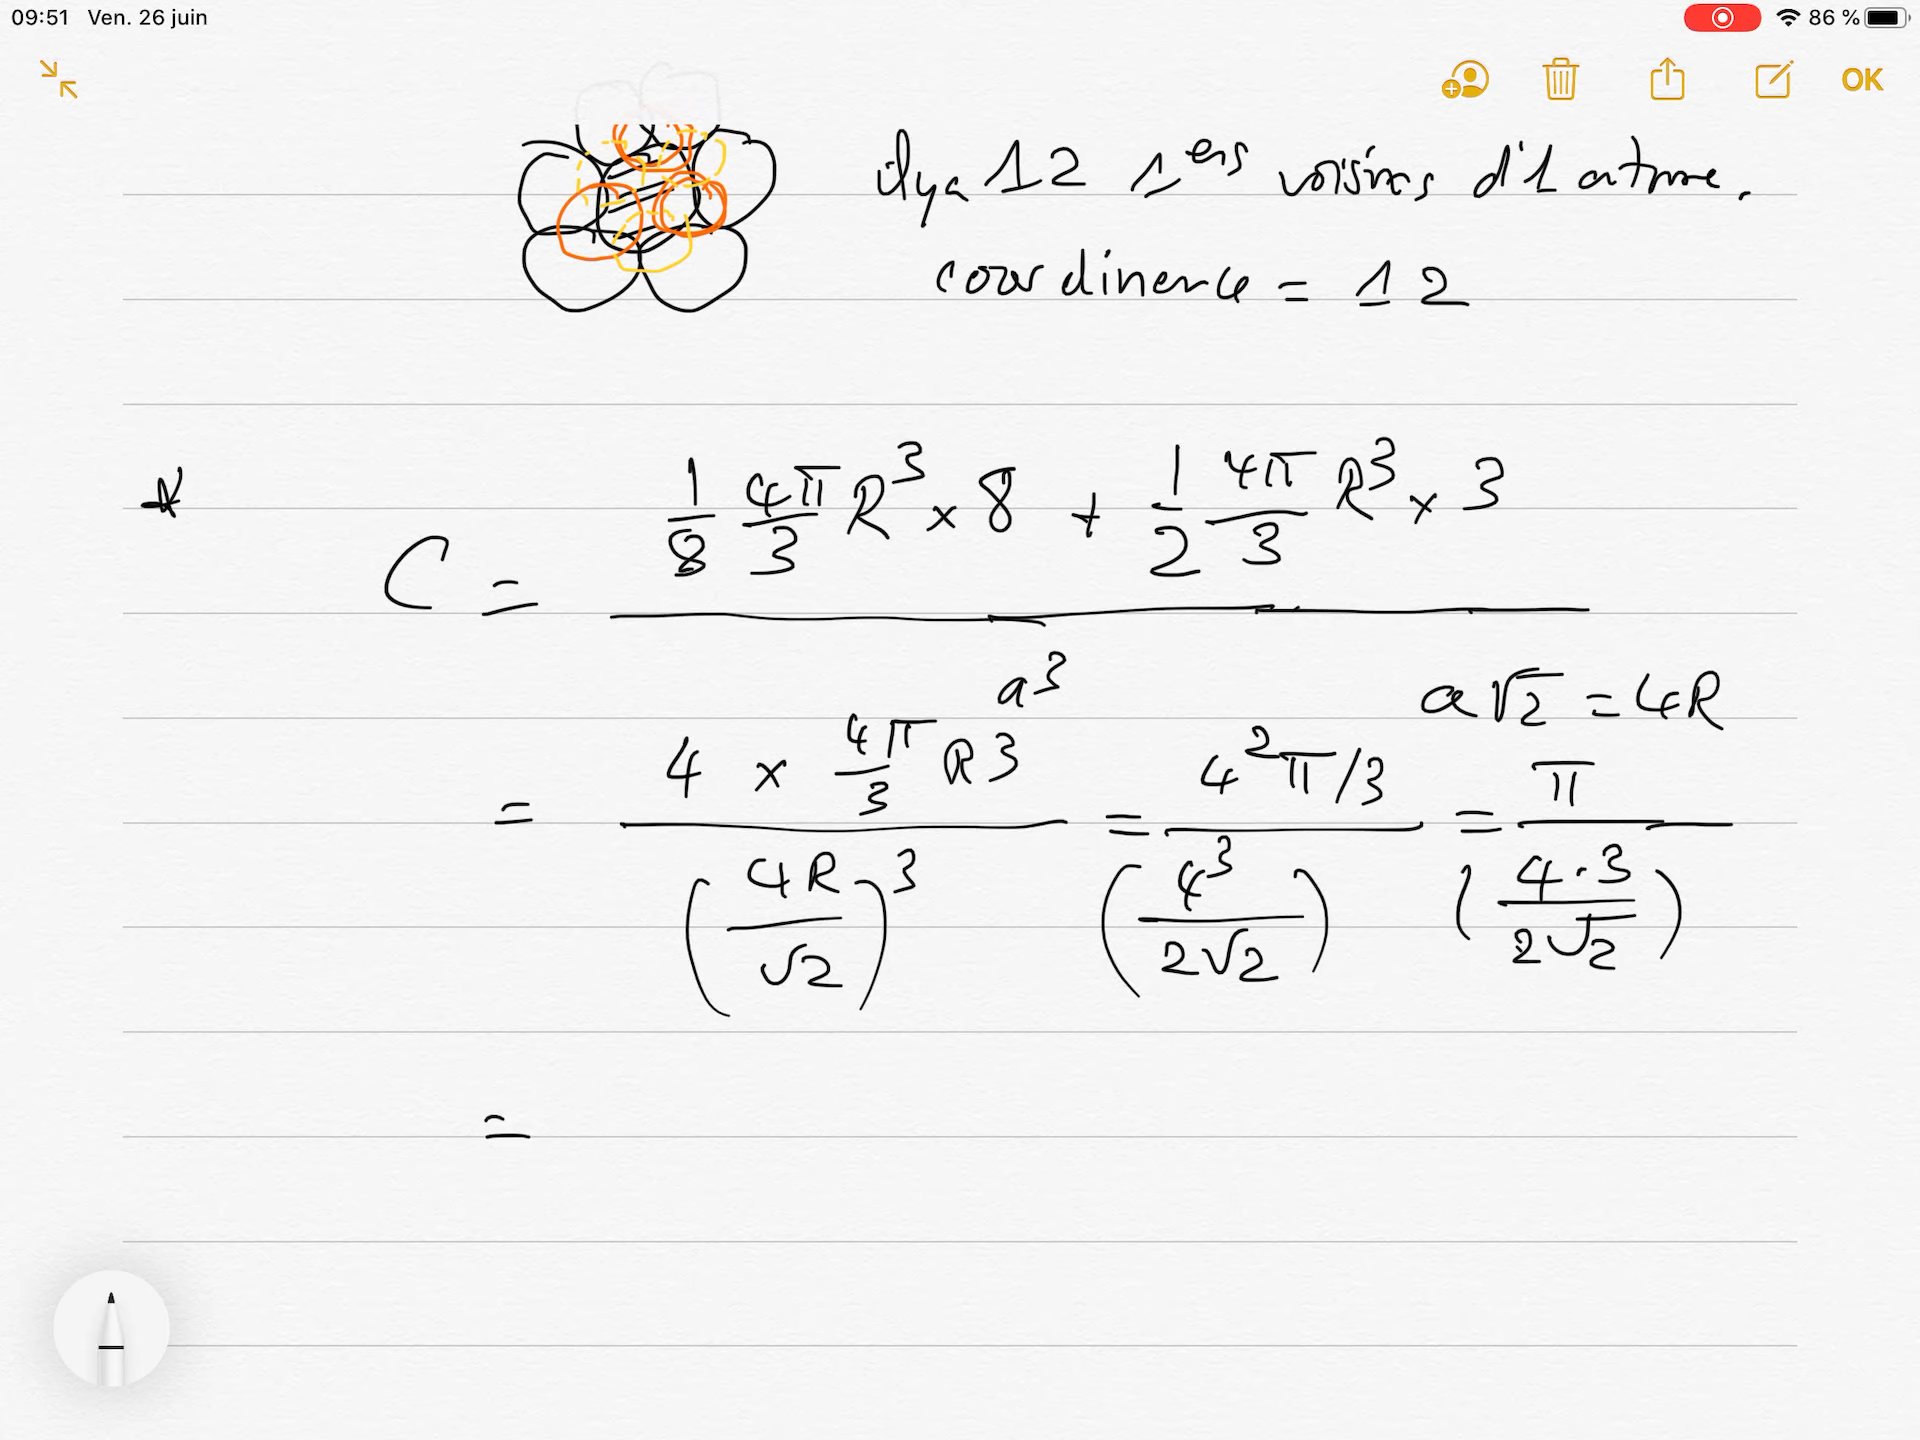 09:51 Ven. 26 juin 86 %
OK
il y a 12 1ers voisins d'1 atome.
coordinence = 12
* C = (1/8 4π/3 R³ × 8 + 1/2 4π/3 R³ × 3) / a³
a√2 = 4R
= (4 × 4π/3 R³) / (4R/√2)³ = (4²π/3) / (4³/2√2) = π / (4·3/2√2)
=